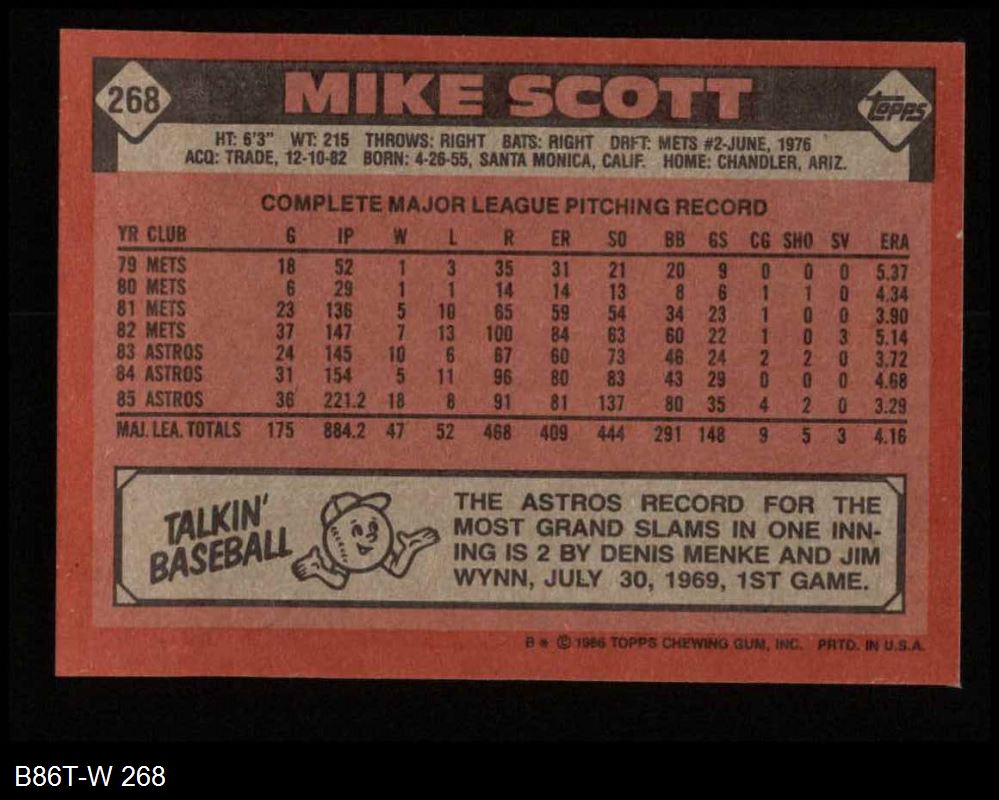 268
MIKE SCOTT
topps
HT: 6'3" WT: 215 THROWS: RIGHT BATS: RIGHT DRFT: METS #2-JUNE, 1976
ACQ: TRADE, 12-10-82 BORN: 4-26-55, SANTA MONICA, CALIF. HOME: CHANDLER, ARIZ.
COMPLETE MAJOR LEAGUE PITCHING RECORD
YR CLUB G IP W L R ER SO BB GS CG SHO SV ERA
79 METS 18 52 1 3 35 31 21 20 9 0 0 0 5.37
80 METS 6 29 1 1 14 14 13 8 6 1 1 0 4.34
81 METS 23 136 5 10 65 59 54 34 23 1 0 0 3.90
82 METS 37 147 7 13 100 84 63 60 22 1 0 3 5.14
83 ASTROS 24 145 10 6 67 60 73 46 24 2 2 0 3.72
84 ASTROS 31 154 5 11 96 80 83 43 29 0 0 0 4.68
85 ASTROS 36 221.2 18 8 91 81 137 80 35 4 2 0 3.29
MAJ. LEA. TOTALS 175 884.2 47 52 468 409 444 291 148 9 5 3 4.16
TALKIN'
BASEBALL
THE ASTROS RECORD FOR THE
MOST GRAND SLAMS IN ONE INN-
ING IS 2 BY DENIS MENKE AND JIM
WYNN, JULY 30, 1969, 1ST GAME.
B * © 1986 TOPPS CHEWING GUM, INC. PRTD. IN U.S.A.
B86T-W 268